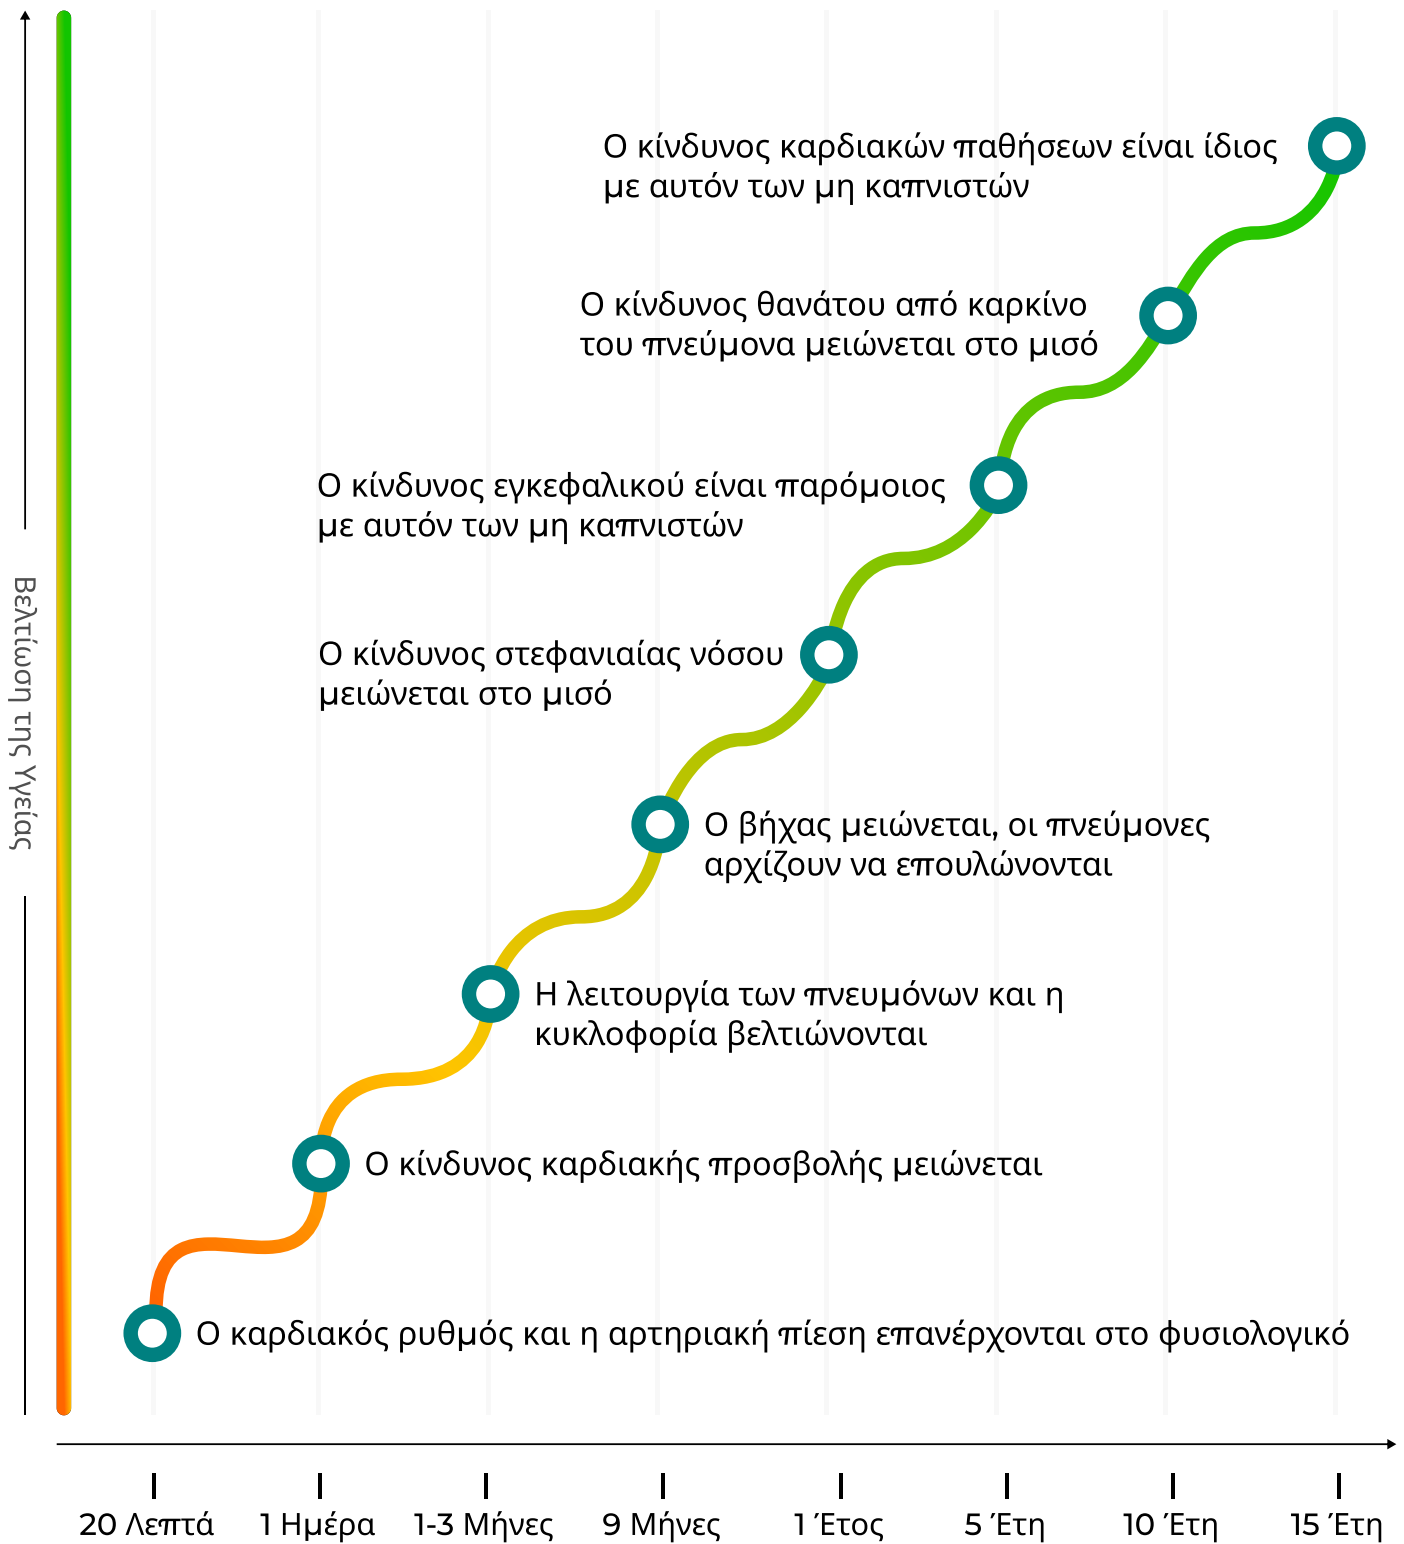 Ο κίνδυνος καρδιακών παθήσεων είναι ίδιος
με αυτόν των μη καπνιστών
Ο κίνδυνος θανάτου από καρκίνο
του πνεύμονα μειώνεται στο μισό
Ο κίνδυνος εγκεφαλικού είναι παρόμοιος
με αυτόν των μη καπνιστών
Βελτίωση της Υγείας
Ο κίνδυνος στεφανιαίας νόσου
μειώνεται στο μισό
Ο βήχας μειώνεται, οι πνεύμονες
αρχίζουν να επουλώνονται
Η λειτουργία των πνευμόνων και η
κυκλοφορία βελτιώνονται
Ο κίνδυνος καρδιακής προσβολής μειώνεται
Ο καρδιακός ρυθμός και η αρτηριακή πίεση επανέρχονται στο φυσιολογικό
20 Λεπτά 1 Ημέρα 1-3 Μήνες 9 Μήνες 1 Έτος 5 Έτη 10 Έτη 15 Έτη